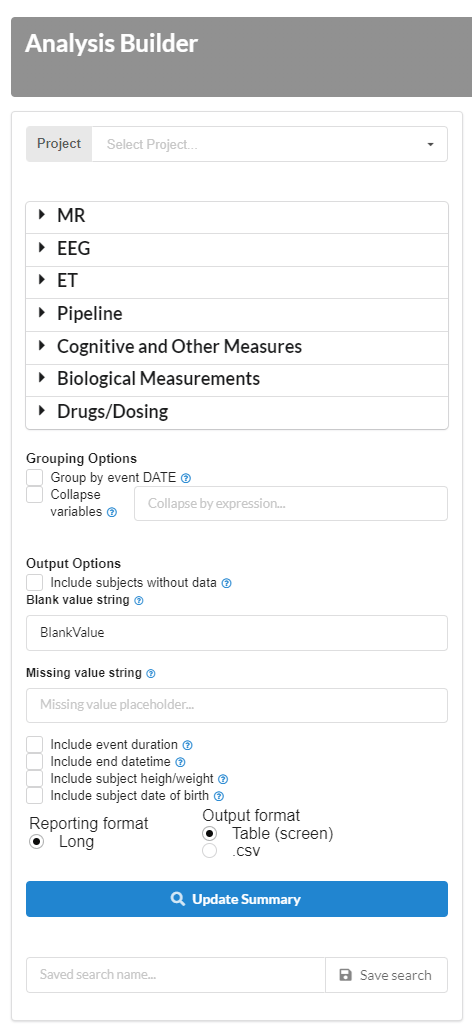 Analysis Builder
Project Select Project...
MR
EEG
ET
Pipeline
Cognitive and Other Measures
Biological Measurements
Drugs/Dosing
Grouping Options
Group by event DATE
Collapse
variables
Collapse by expression...
Output Options
Include subjects without data
Blank value string
BlankValue
Missing value string
Missing value placeholder...
Include event duration
Include end datetime
Include subject heigh/weight
Include subject date of birth
Reporting format
Long
Output format
Table (screen)
.csv
Update Summary
Saved search name... Save search